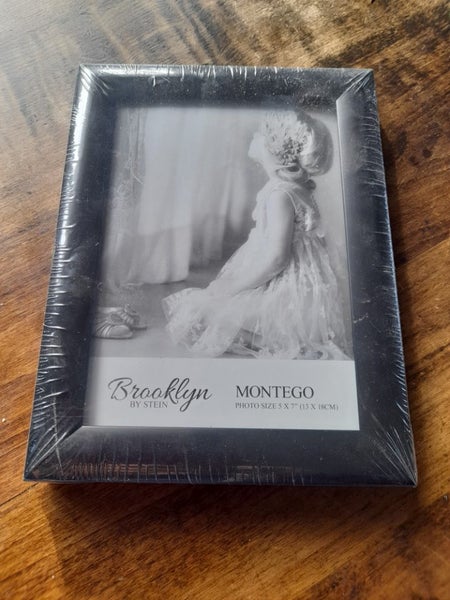 Brooklyn
BY STEIN
MONTEGO
PHOTO SIZE 5 X 7" (13 X 18CM)